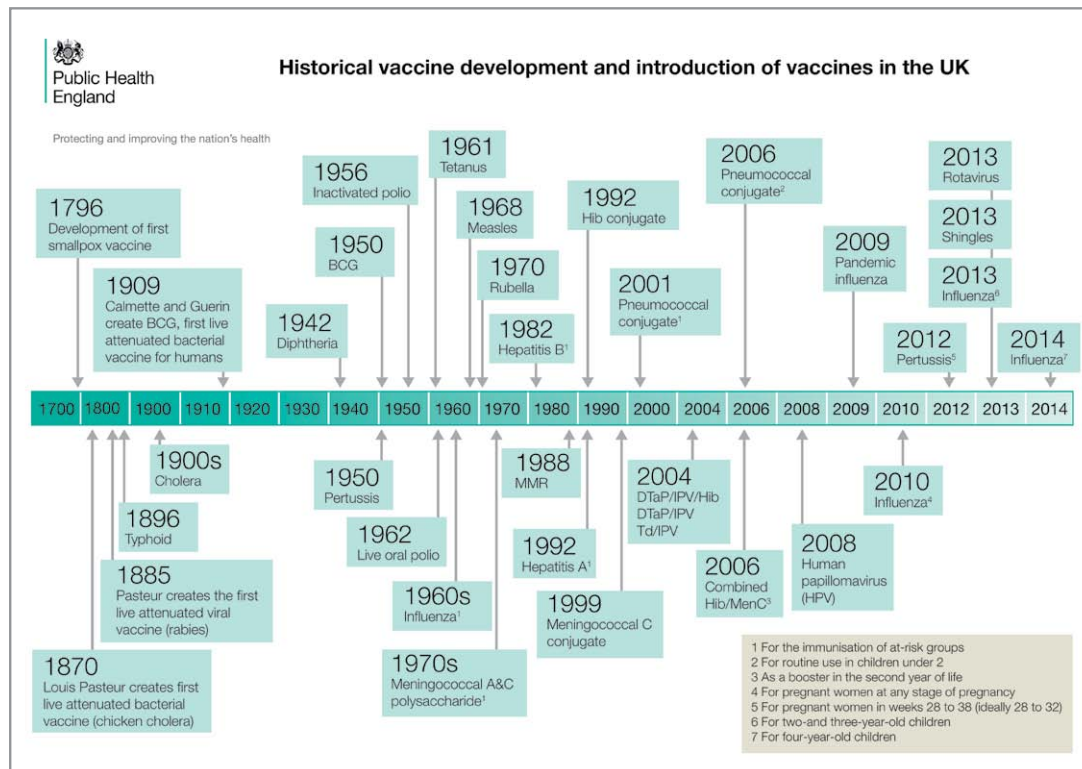 Public Health
England
Historical vaccine development and introduction of vaccines in the UK
Protecting and improving the nation's health
1796
Development of first
smallpox vaccine
1909
Calmette and Guerin
create BCG, first live
attenuated bacterial
vaccine for humans
1942
Diphtheria
1950
BCG
1956
Inactivated polio
1961
Tetanus
1968
Measles
1970
Rubella
1982
Hepatitis B¹
1992
Hib conjugate
2001
Pneumococcal
conjugate¹
2006
Pneumococcal
conjugate²
2009
Pandemic
influenza
2012
Pertussis⁵
2013
Rotavirus
2013
Shingles
2013
Influenza⁶
2014
Influenza⁷
1700 1800 1900 1910 1920 1930 1940 1950 1960 1970 1980 1990 2000 2004 2006 2008 2009 2010 2012 2013 2014
1870
Louis Pasteur creates first
live attenuated bacterial
vaccine (chicken cholera)
1885
Pasteur creates the first
live attenuated viral
vaccine (rabies)
1896
Typhoid
1900s
Cholera
1950
Pertussis
1962
Live oral polio
1960s
Influenza¹
1970s
Meningococcal A&C
polysaccharide¹
1988
MMR
1992
Hepatitis A¹
1999
Meningococcal C
conjugate
2004
DTaP/IPV/Hib
DTaP/IPV
Td/IPV
2006
Combined
Hib/MenC³
2008
Human
papillomavirus
(HPV)
2010
Influenza⁴
1 For the immunisation of at-risk groups
2 For routine use in children under 2
3 As a booster in the second year of life
4 For pregnant women at any stage of pregnancy
5 For pregnant women in weeks 28 to 38 (ideally 28 to 32)
6 For two-and three-year-old children
7 For four-year-old children